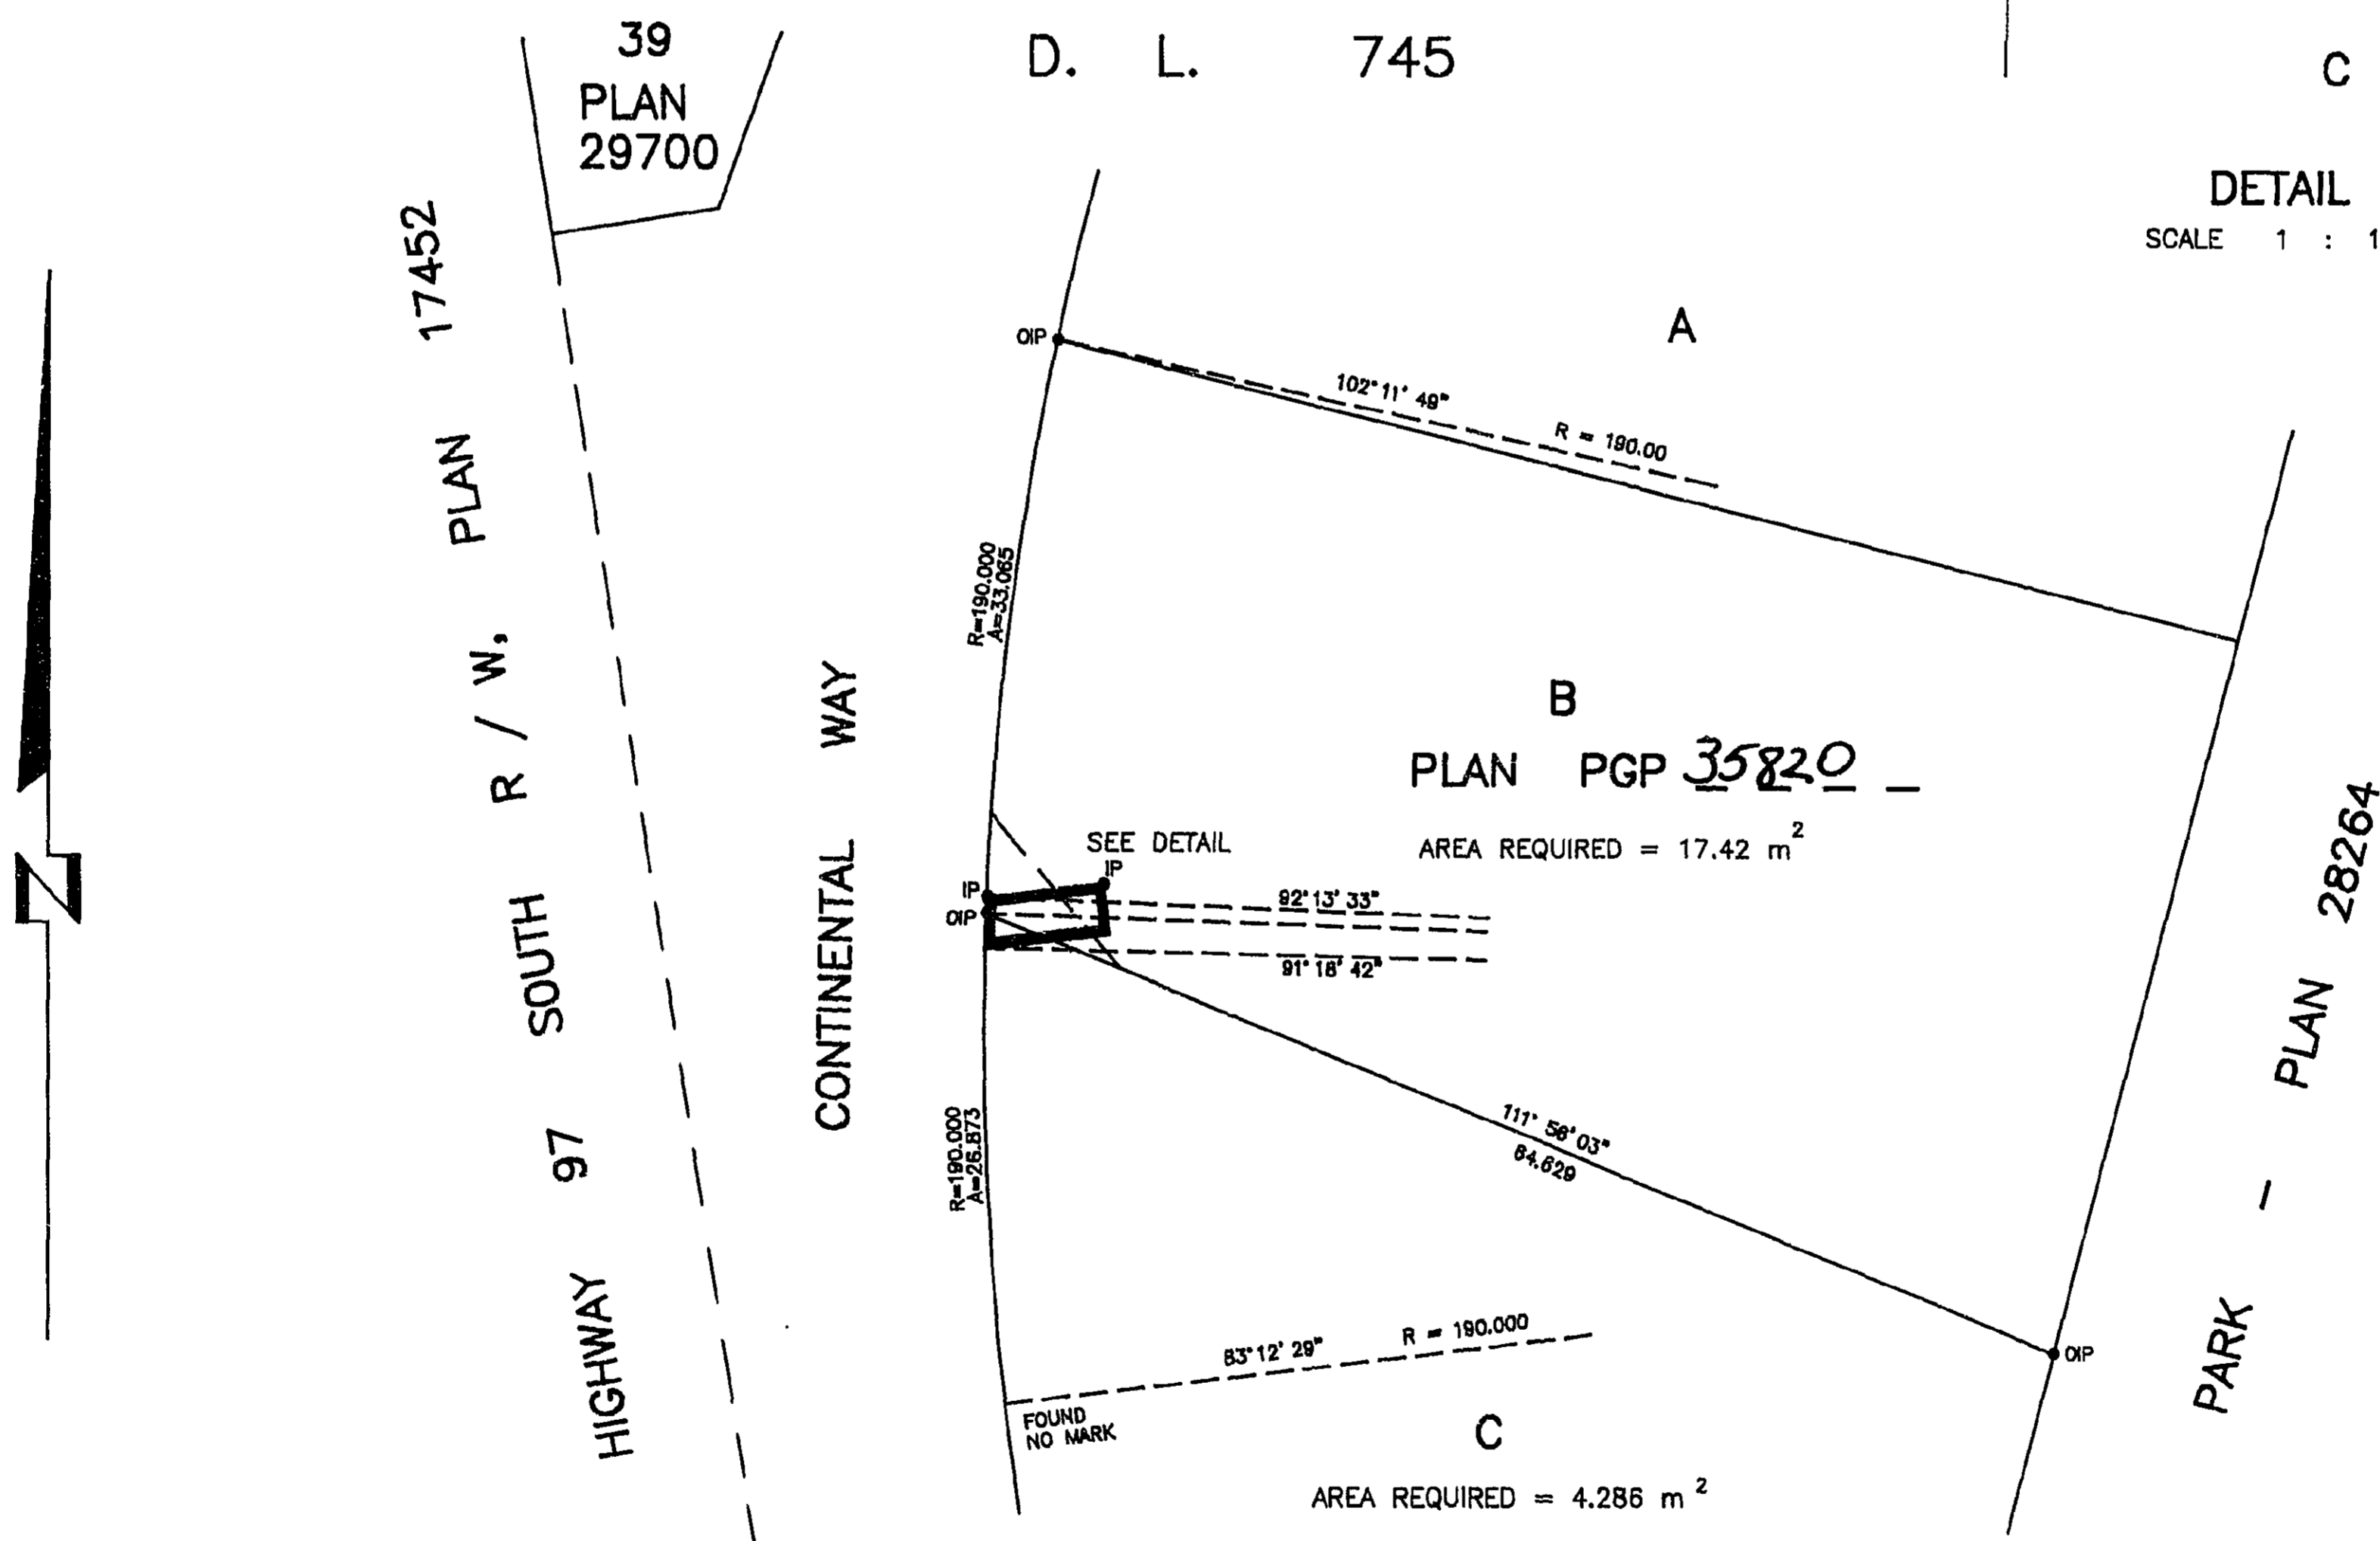 39
PLAN
29700
D. L. 745
C
DETAIL
SCALE 1 : 1
HIGHWAY 97 SOUTH R / W, PLAN 17452
CONTINENTAL WAY
OIP
A
102° 11' 49"
R = 190.00
R=190.000
A=33.065
B
PLAN PGP 35820
AREA REQUIRED = 17.42 m²
SEE DETAIL
IP
IP
OIP
92° 13' 33"
91° 18' 42"
PARK — PLAN 28264
R=190.000
A=26.873
111° 56' 03"
84.629
OIP
83° 12' 29"
R = 190.000
FOUND
NO MARK
C
AREA REQUIRED = 4.286 m²
N